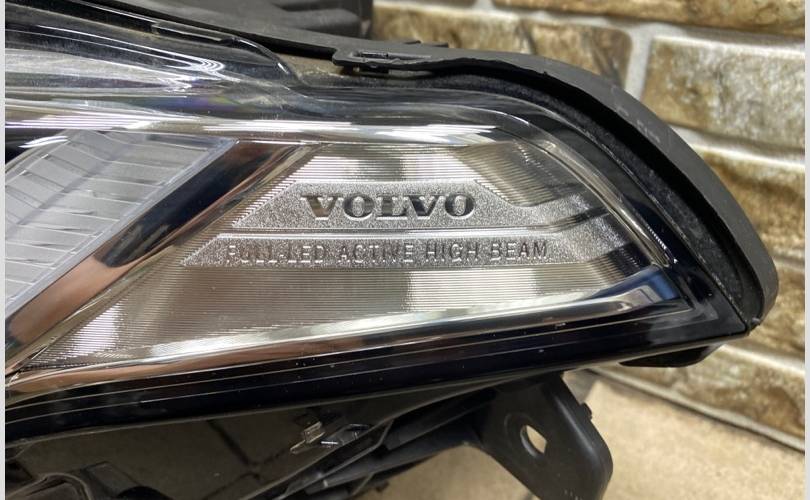 VOLVO
FULL-LED ACTIVE HIGH BEAM